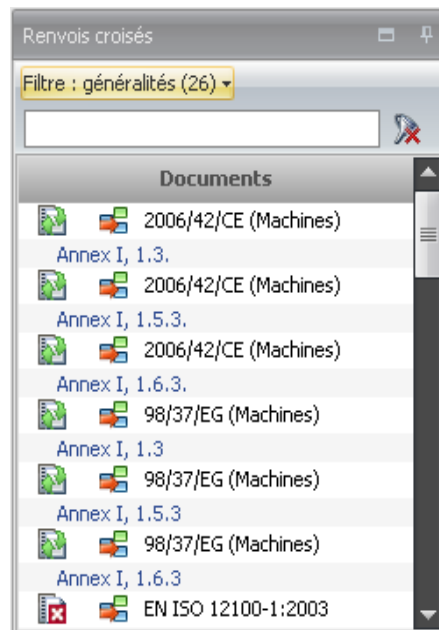 Renvois croisés
Filtre : généralités (26)
Documents
2006/42/CE (Machines)
Annex I, 1.3.
2006/42/CE (Machines)
Annex I, 1.5.3.
2006/42/CE (Machines)
Annex I, 1.6.3.
98/37/EG (Machines)
Annex I, 1.3
98/37/EG (Machines)
Annex I, 1.5.3
98/37/EG (Machines)
Annex I, 1.6.3
EN ISO 12100-1:2003